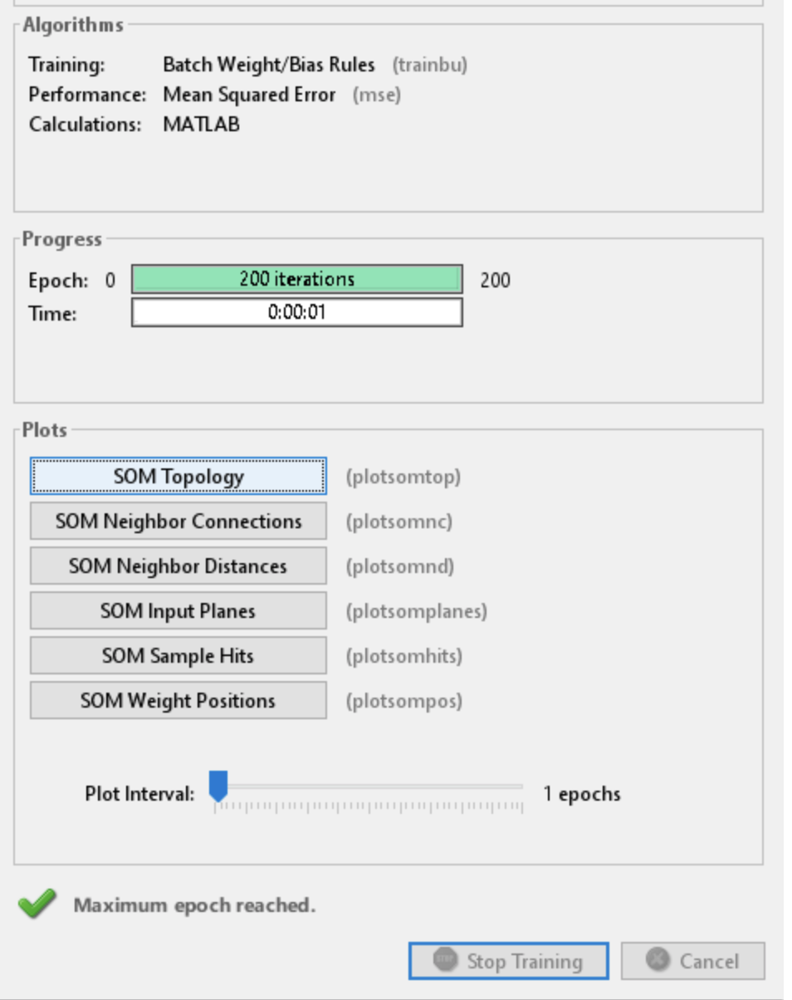 Algorithms
Training: Batch Weight/Bias Rules (trainbu)
Performance: Mean Squared Error (mse)
Calculations: MATLAB
Progress
Epoch: 0 200 iterations 200
Time: 0:00:01
Plots
SOM Topology (plotsomtop)
SOM Neighbor Connections (plotsomnc)
SOM Neighbor Distances (plotsomnd)
SOM Input Planes (plotsomplanes)
SOM Sample Hits (plotsomhits)
SOM Weight Positions (plotsompos)
Plot Interval: 1 epochs
Maximum epoch reached.
STOP Stop Training Cancel